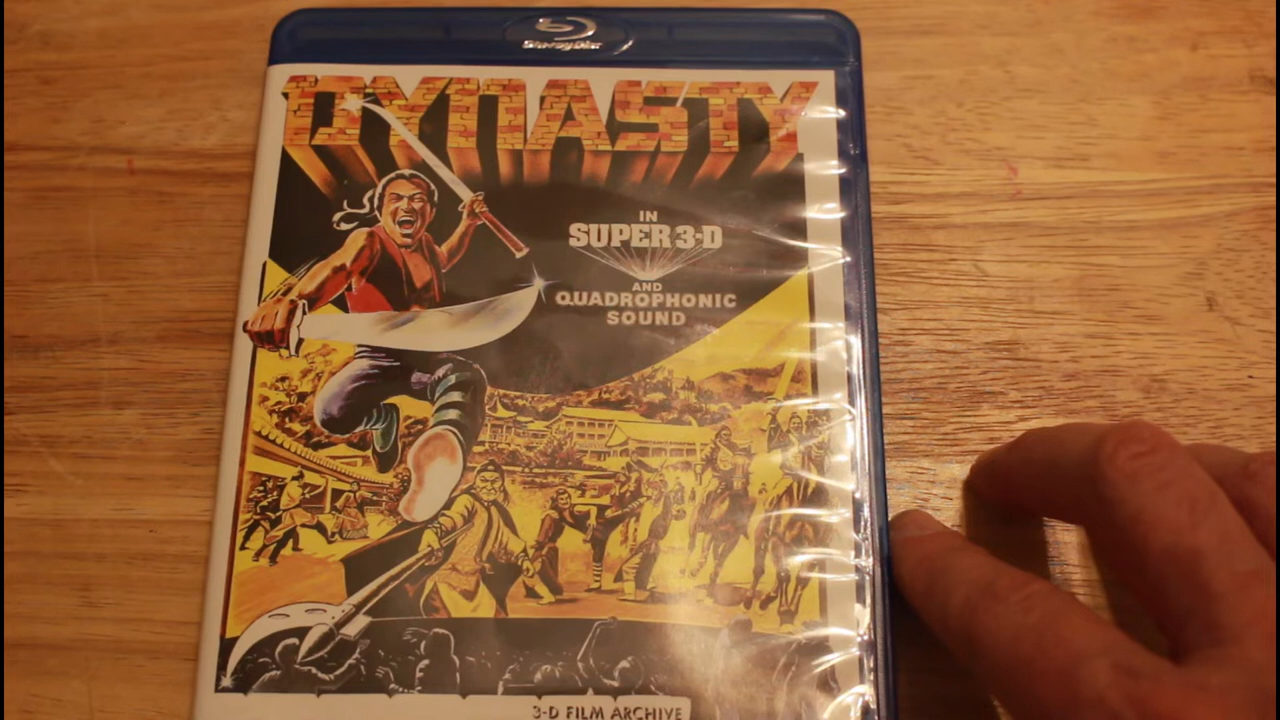 Blu-ray Disc
DYNASTY
IN
SUPER 3-D
AND
QUADROPHONIC
SOUND
3-D FILM ARCHIVE